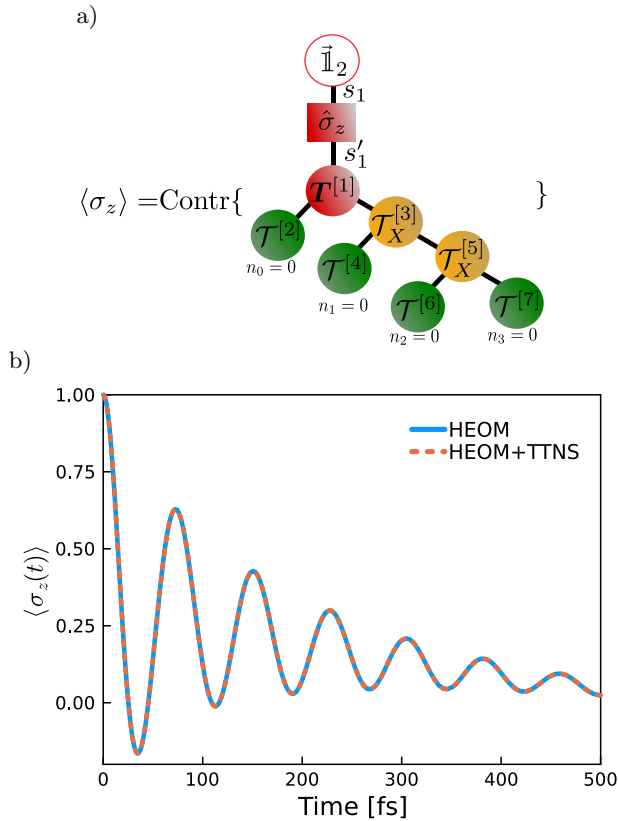 a)
𝟙⃗₂
s₁
σ̂_z
s′₁
⟨σ_z⟩ =Contr{ T^[1] }
T^[2] T_X^[3]
n₀ = 0
T^[4] T_X^[5]
n₁ = 0
T^[6] T^[7]
n₂ = 0 n₃ = 0
b)
1.00
HEOM
HEOM+TTNS
0.75
0.50
0.25
0.00
⟨σ_z(t)⟩
0 100 200 300 400 500
Time [fs]